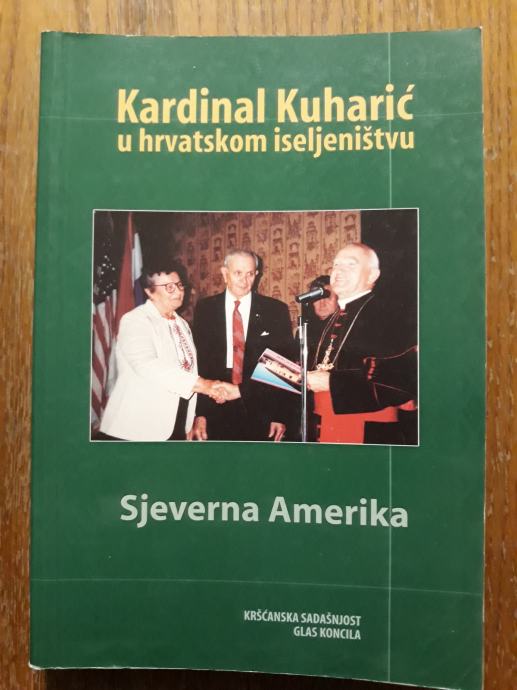 Kardinal Kuharić
u hrvatskom iseljeništvu
Sjeverna Amerika
KRŠĆANSKA SADAŠNJOST
GLAS KONCILA